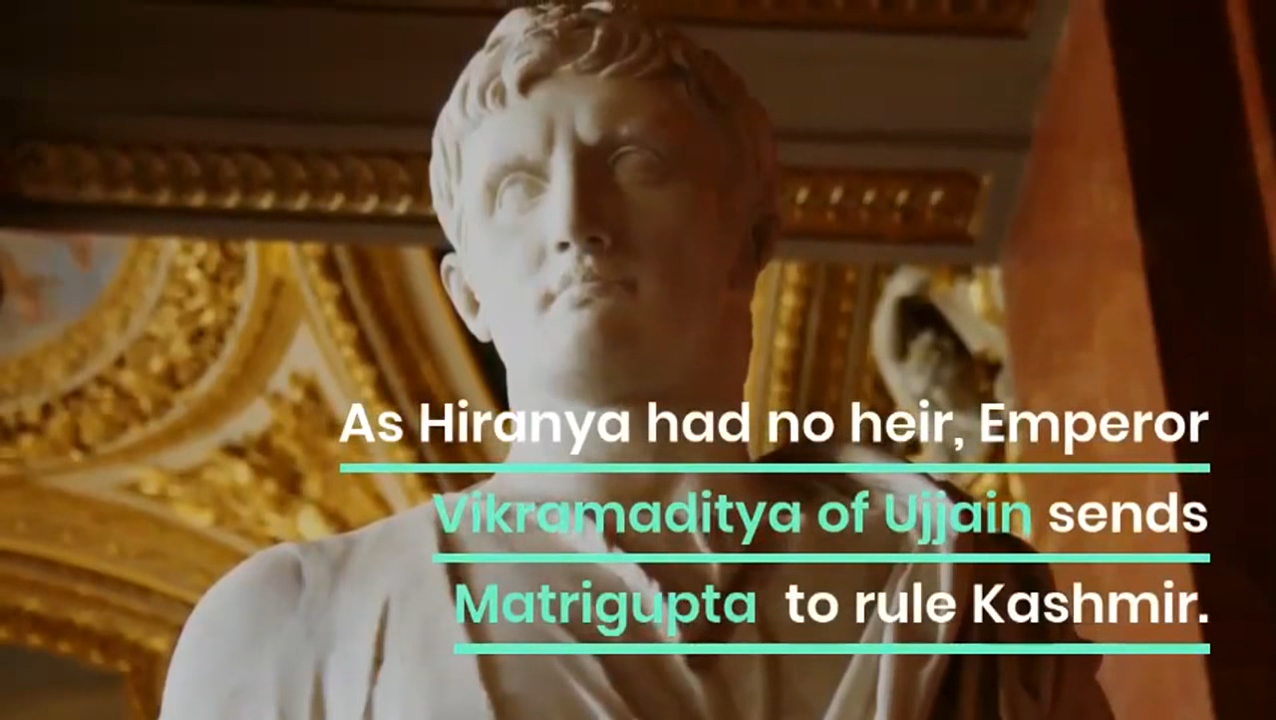 As Hiranya had no heir, Emperor
Vikramaditya of Ujjain sends
Matrigupta to rule Kashmir.